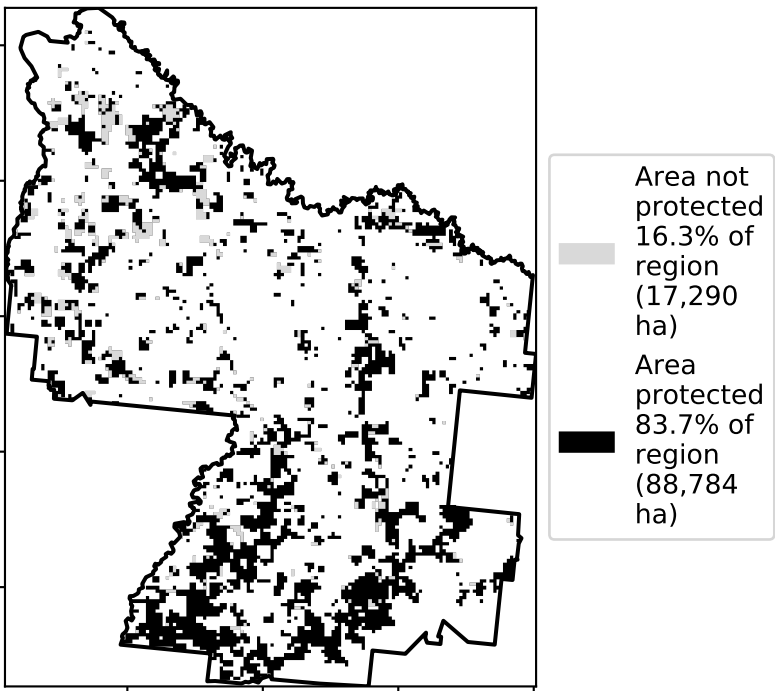 Area not
protected
16.3% of
region
(17,290
ha)
Area
protected
83.7% of
region
(88,784
ha)